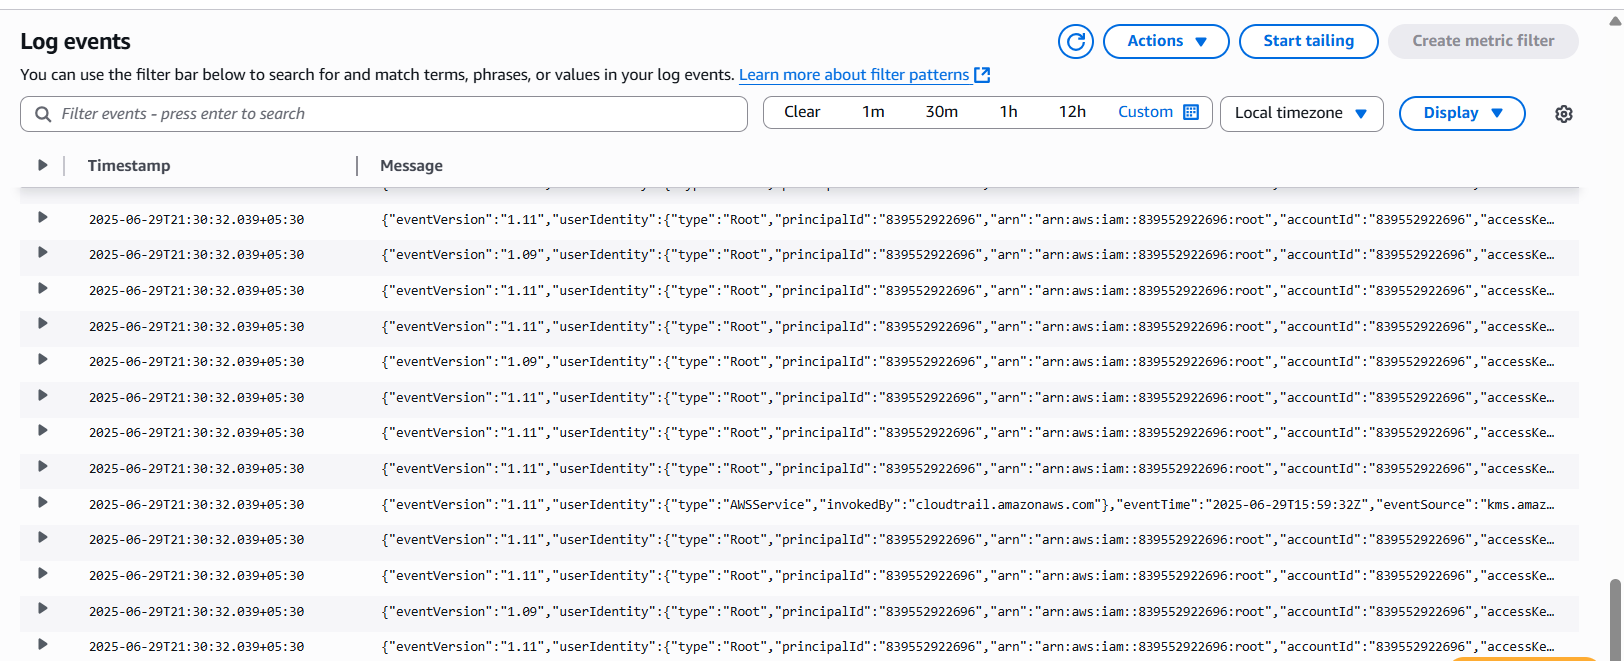 Log events
Actions
Start tailing
Create metric filter
You can use the filter bar below to search for and match terms, phrases, or values in your log events. Learn more about filter patterns
Filter events - press enter to search
Clear 1m 30m 1h 12h Custom
Local timezone
Display
Timestamp Message
2025-06-29T21:30:32.039+05:30 {"eventVersion":"1.11","userIdentity":{"type":"Root","principalId":"839552922696","arn":"arn:aws:iam::839552922696:root","accountId":"839552922696","accessKe…
2025-06-29T21:30:32.039+05:30 {"eventVersion":"1.09","userIdentity":{"type":"Root","principalId":"839552922696","arn":"arn:aws:iam::839552922696:root","accountId":"839552922696","accessKe…
2025-06-29T21:30:32.039+05:30 {"eventVersion":"1.11","userIdentity":{"type":"Root","principalId":"839552922696","arn":"arn:aws:iam::839552922696:root","accountId":"839552922696","accessKe…
2025-06-29T21:30:32.039+05:30 {"eventVersion":"1.11","userIdentity":{"type":"Root","principalId":"839552922696","arn":"arn:aws:iam::839552922696:root","accountId":"839552922696","accessKe…
2025-06-29T21:30:32.039+05:30 {"eventVersion":"1.09","userIdentity":{"type":"Root","principalId":"839552922696","arn":"arn:aws:iam::839552922696:root","accountId":"839552922696","accessKe…
2025-06-29T21:30:32.039+05:30 {"eventVersion":"1.11","userIdentity":{"type":"Root","principalId":"839552922696","arn":"arn:aws:iam::839552922696:root","accountId":"839552922696","accessKe…
2025-06-29T21:30:32.039+05:30 {"eventVersion":"1.11","userIdentity":{"type":"Root","principalId":"839552922696","arn":"arn:aws:iam::839552922696:root","accountId":"839552922696","accessKe…
2025-06-29T21:30:32.039+05:30 {"eventVersion":"1.11","userIdentity":{"type":"Root","principalId":"839552922696","arn":"arn:aws:iam::839552922696:root","accountId":"839552922696","accessKe…
2025-06-29T21:30:32.039+05:30 {"eventVersion":"1.11","userIdentity":{"type":"AWSService","invokedBy":"cloudtrail.amazonaws.com"},"eventTime":"2025-06-29T15:59:32Z","eventSource":"kms.amaz…
2025-06-29T21:30:32.039+05:30 {"eventVersion":"1.11","userIdentity":{"type":"Root","principalId":"839552922696","arn":"arn:aws:iam::839552922696:root","accountId":"839552922696","accessKe…
2025-06-29T21:30:32.039+05:30 {"eventVersion":"1.11","userIdentity":{"type":"Root","principalId":"839552922696","arn":"arn:aws:iam::839552922696:root","accountId":"839552922696","accessKe…
2025-06-29T21:30:32.039+05:30 {"eventVersion":"1.09","userIdentity":{"type":"Root","principalId":"839552922696","arn":"arn:aws:iam::839552922696:root","accountId":"839552922696","accessKe…
2025-06-29T21:30:32.039+05:30 {"eventVersion":"1.11","userIdentity":{"type":"Root","principalId":"839552922696","arn":"arn:aws:iam::839552922696:root","accountId":"839552922696","accessKe…